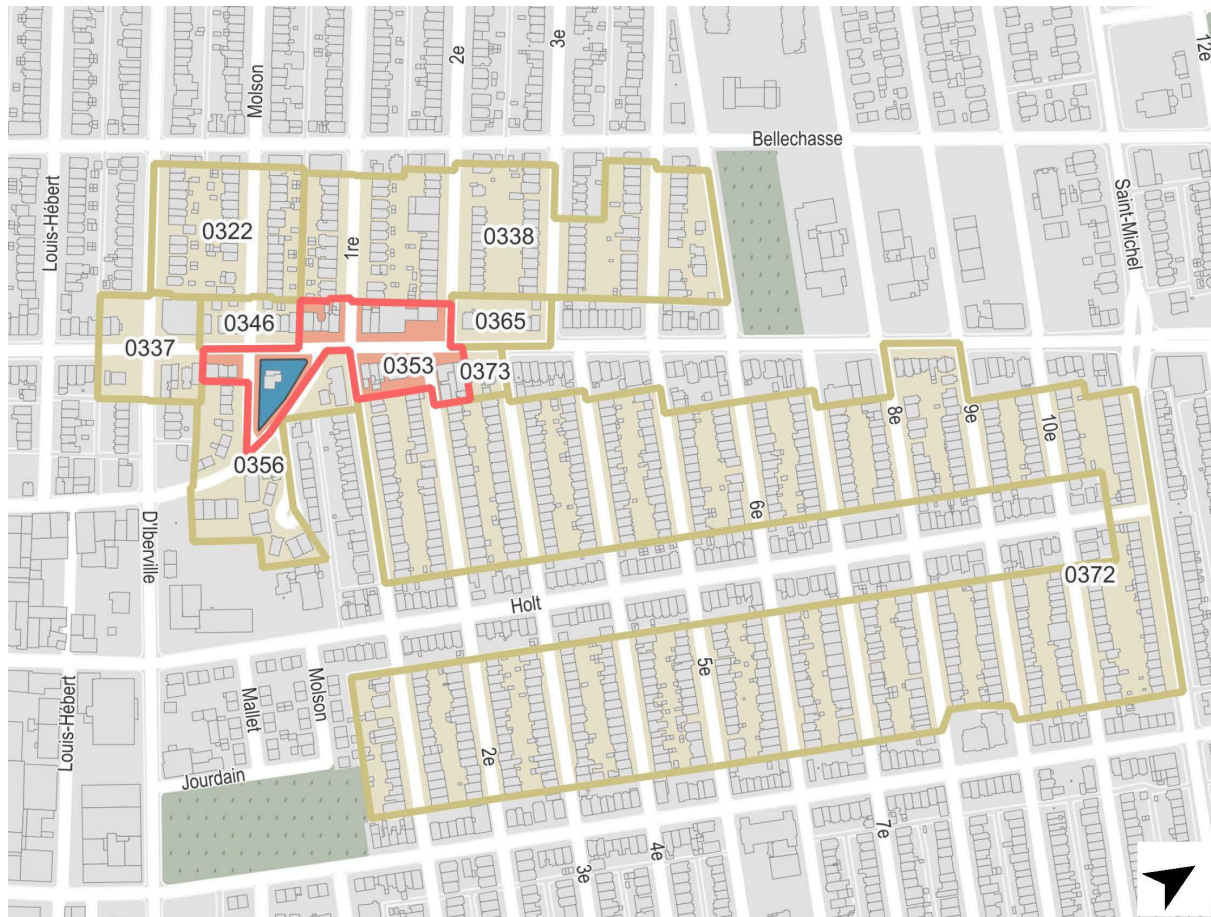 2e
3e
12e
Molson
Bellechasse
Louis-Hébert
Saint-Michel
0322
1re
0338
0346
0365
0337
0353
0373
8e
9e
10e
0356
6e
D'Iberville
0372
Holt
Molson
5e
Louis-Hébert
Mallet
2e
Jourdain
7e
4e
3e